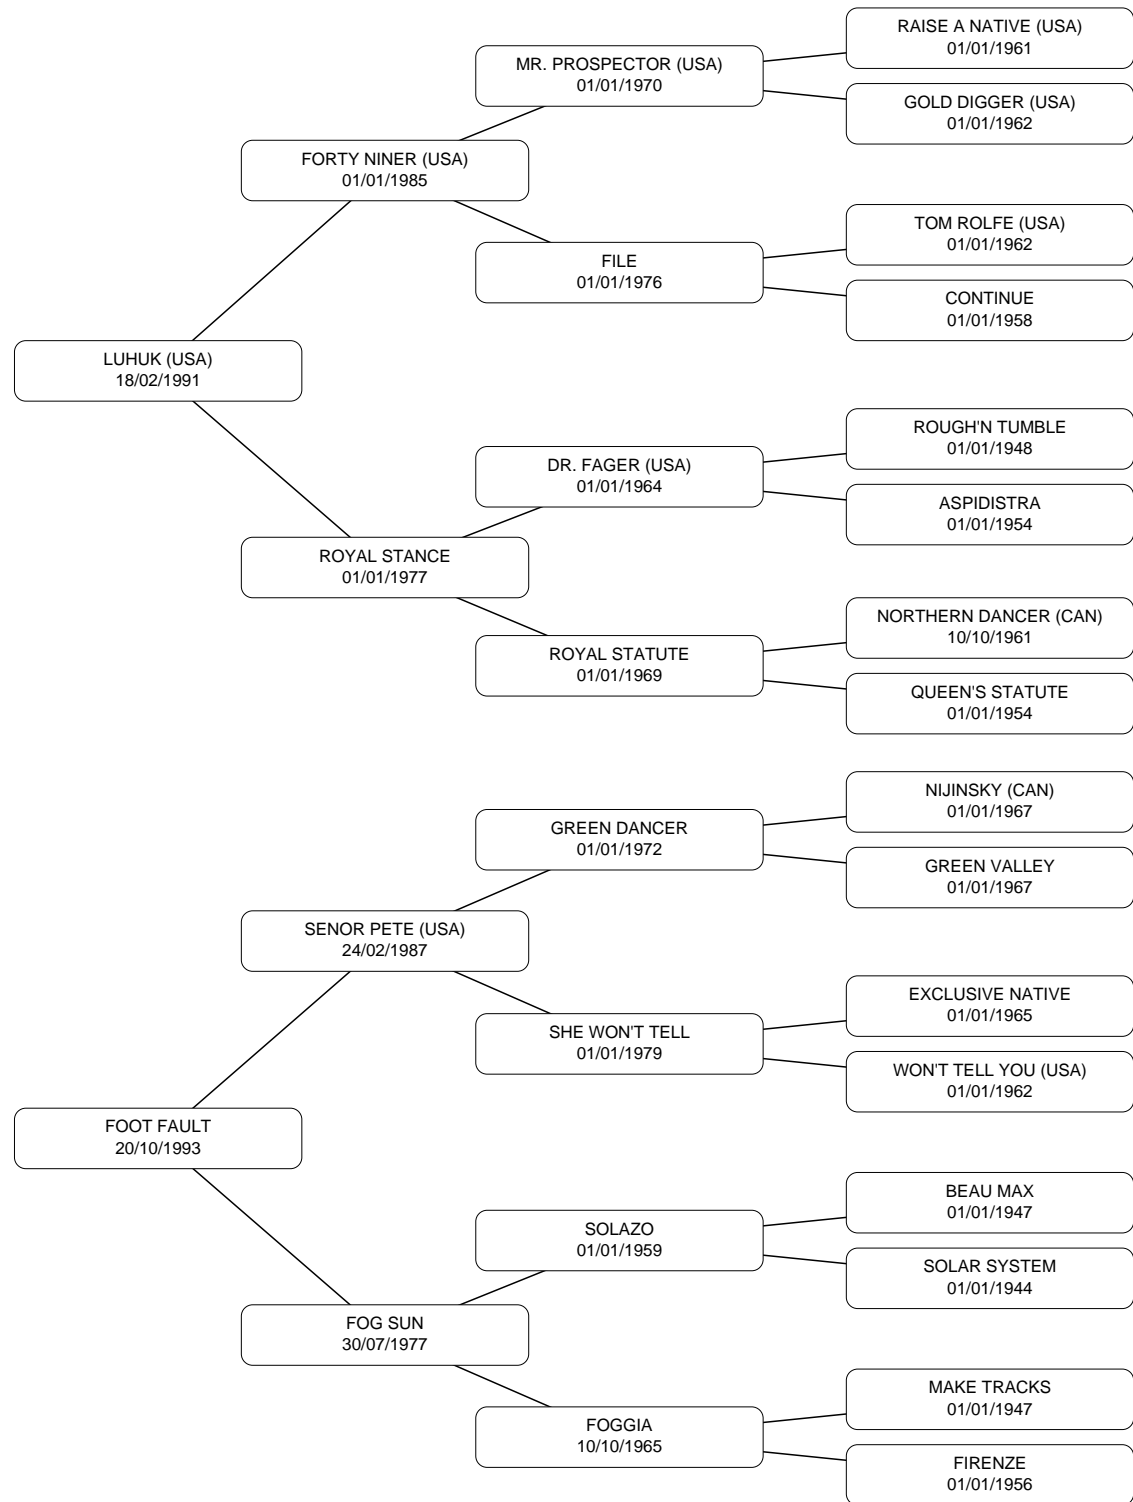 RAISE A NATIVE (USA)
01/01/1961
MR. PROSPECTOR (USA)
01/01/1970
GOLD DIGGER (USA)
01/01/1962
FORTY NINER (USA)
01/01/1985
TOM ROLFE (USA)
01/01/1962
FILE
01/01/1976
CONTINUE
01/01/1958
LUHUK (USA)
18/02/1991
ROUGH'N TUMBLE
01/01/1948
DR. FAGER (USA)
01/01/1964
ASPIDISTRA
01/01/1954
ROYAL STANCE
01/01/1977
NORTHERN DANCER (CAN)
10/10/1961
ROYAL STATUTE
01/01/1969
QUEEN'S STATUTE
01/01/1954
NIJINSKY (CAN)
01/01/1967
GREEN DANCER
01/01/1972
GREEN VALLEY
01/01/1967
SENOR PETE (USA)
24/02/1987
EXCLUSIVE NATIVE
01/01/1965
SHE WON'T TELL
01/01/1979
WON'T TELL YOU (USA)
01/01/1962
FOOT FAULT
20/10/1993
BEAU MAX
01/01/1947
SOLAZO
01/01/1959
SOLAR SYSTEM
01/01/1944
FOG SUN
30/07/1977
MAKE TRACKS
01/01/1947
FOGGIA
10/10/1965
FIRENZE
01/01/1956